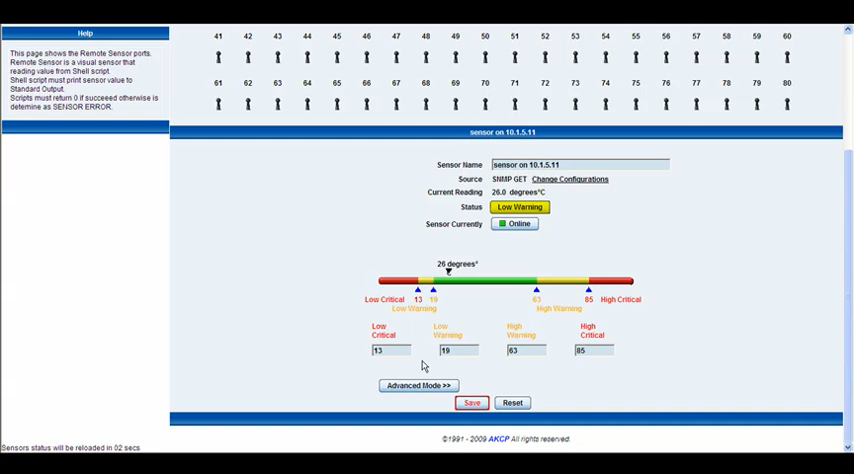 Help
This page shows the Remote Sensor ports.
Remote Sensor is a visual sensor that
reading value from Shell script.
Shell script must print sensor value to
Standard Output.
Scripts must return 0 if succeeed otherwise is
detemine as SENSOR ERROR.
41 42 43 44 45 46 47 48 49 50 51 52 53 54 55 56 57 58 59 60
61 62 63 64 65 66 67 68 69 70 71 72 73 74 75 76 77 78 79 80
sensor on 10.1.5.11
Sensor Name sensor on 10.1.5.11
Source SNMP GET Change Configurations
Current Reading 26.0 degrees°C
Status Low Warning
Sensor Currently Online
26 degrees°
Low Critical 13 19 63 85 High Critical
Low Warning High Warning
Low Critical
Low Warning
High Warning
High Critical
13 19 63 85
Advanced Mode >>
Save Reset
©1991 - 2009 AKCP All rights reserved.
Sensors status will be reloaded in 02 secs